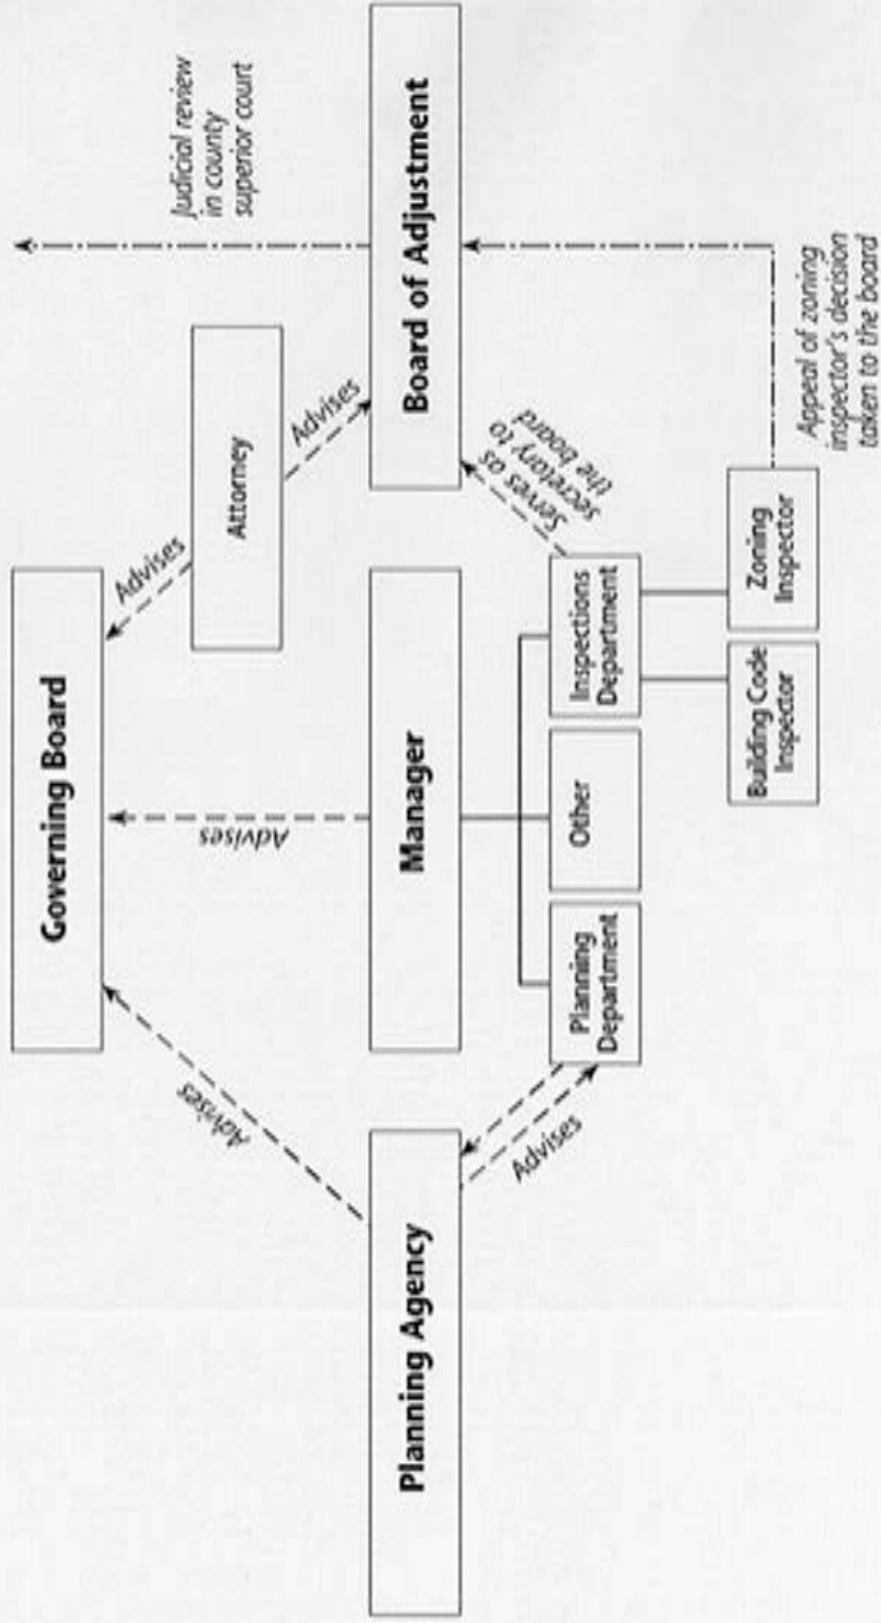 Governing Board
Advises
Advises
Advises
Attorney
Advises
Judicial review
in county
superior court
Planning Agency
Manager
Board of Adjustment
Advises
Serves as
secretary to
the board
Planning
Department
Other
Inspections
Department
Building Code
Inspector
Zoning
Inspector
Appeal of zoning
inspector's decision
taken to the board